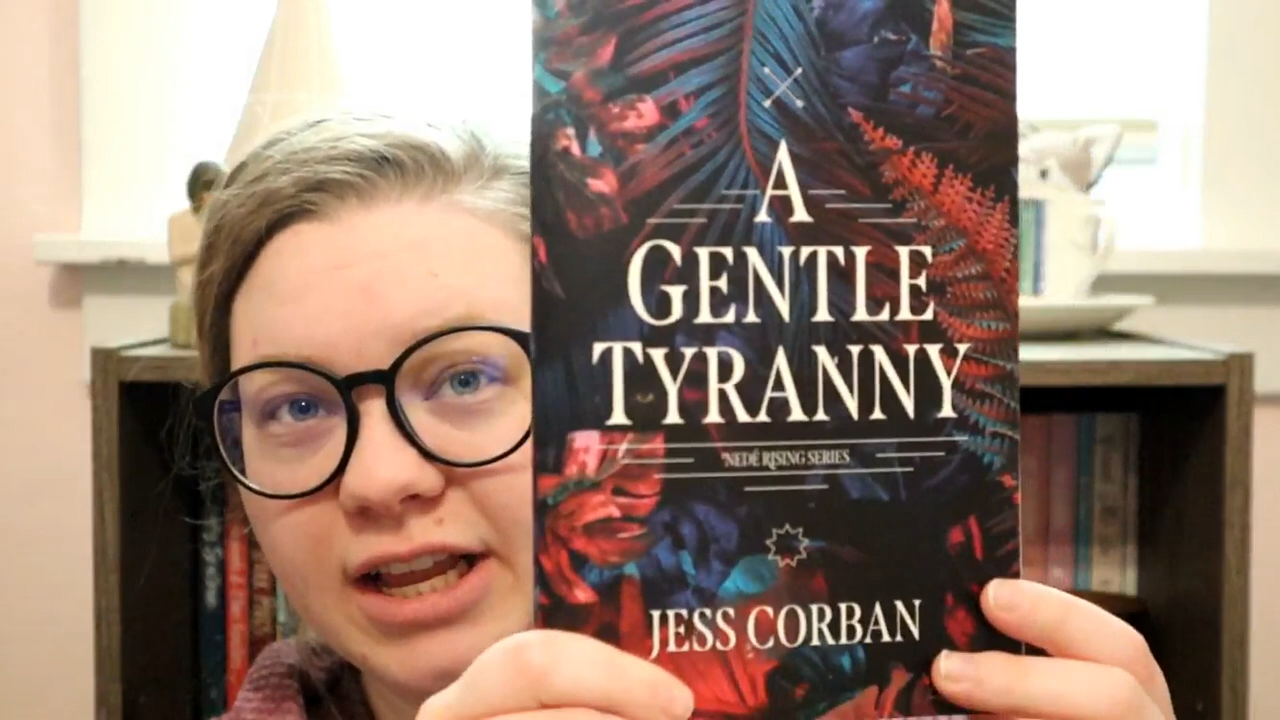 A
GENTLE
TYRANNY
NEDÉ RISING SERIES
JESS CORBAN